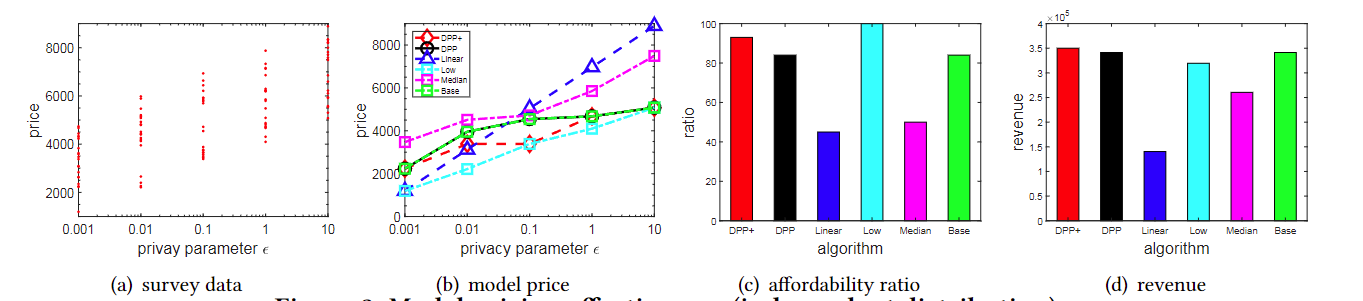 price
8000
6000
4000
2000
0.001 0.01 0.1 1 10
privay parameter ϵ
(a) survey data
price
8000
6000
4000
2000
0
DPP+
DPP
Linear
Low
Median
Base
0.001 0.01 0.1 1 10
privacy parameter ϵ
(b) model price
ratio
100
80
60
40
20
0
DPP+ DPP Linear Low Median Base
algorithm
(c) affordability ratio
revenue
×10⁵
4
3.5
3
2.5
2
1.5
1
0.5
0
DPP+ DPP Linear Low Median Base
algorithm
(d) revenue